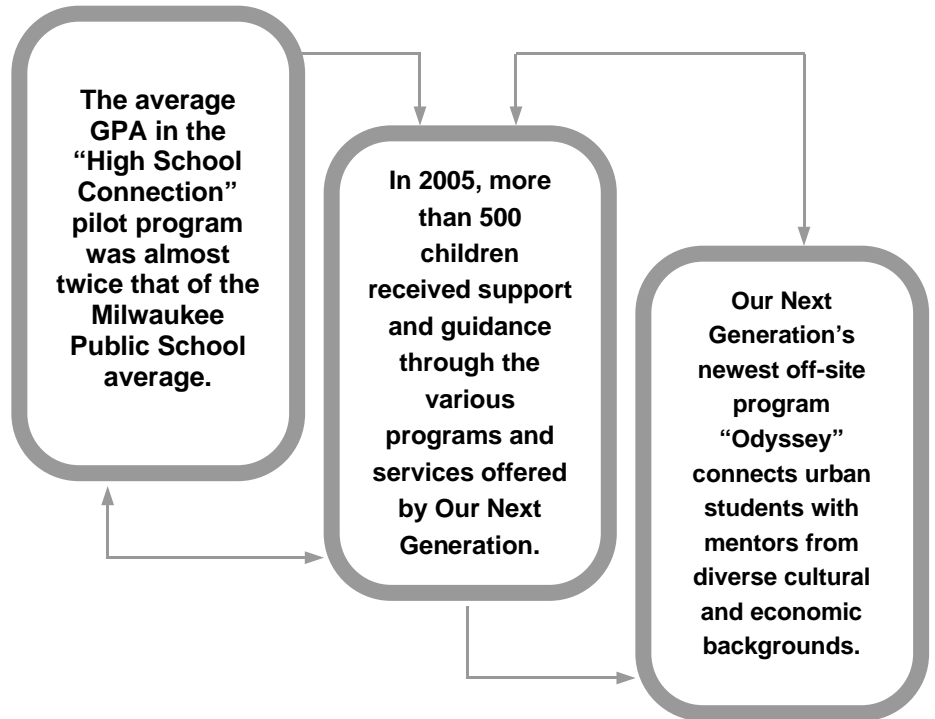 The average
GPA in the
“High School
Connection”
pilot program
was almost
twice that of the
Milwaukee
Public School
average.
In 2005, more
than 500
children
received support
and guidance
through the
various
programs and
services offered
by Our Next
Generation.
Our Next
Generation’s
newest off-site
program
“Odyssey”
connects urban
students with
mentors from
diverse cultural
and economic
backgrounds.